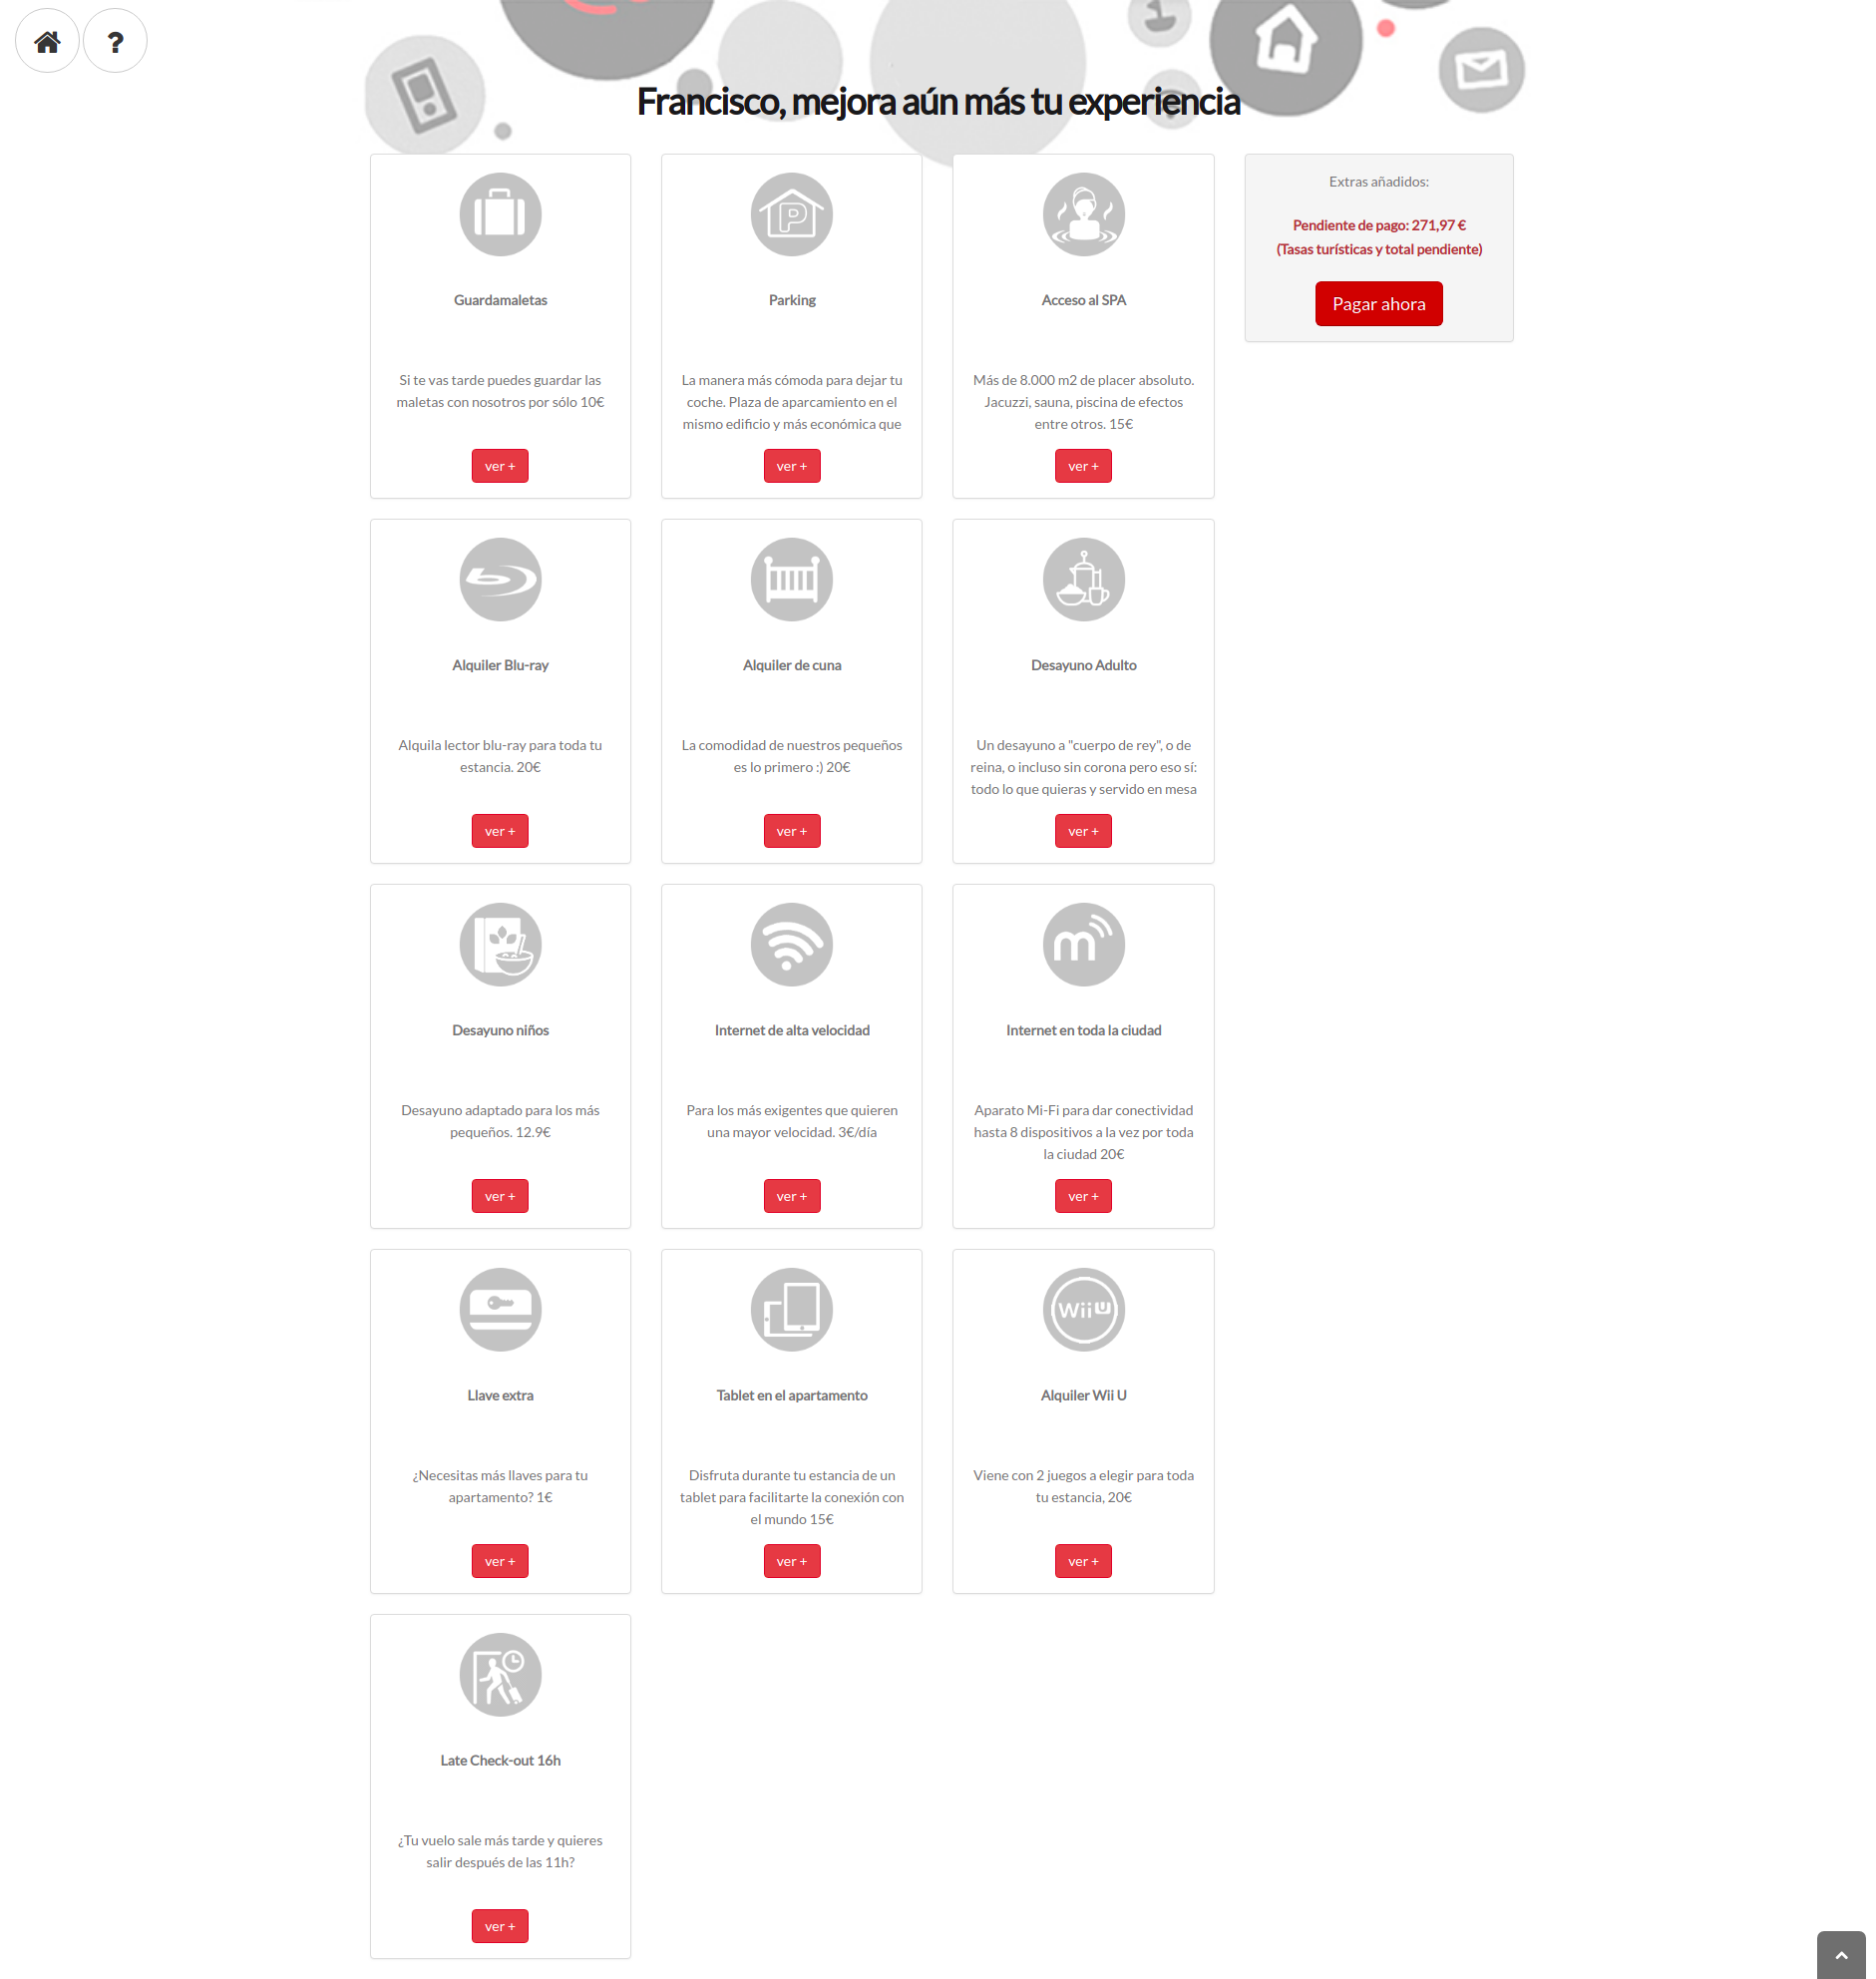 Francisco, mejora aún más tu experiencia
Guardamaletas
Si te vas tarde puedes guardar las
maletas con nosotros por sólo 10€
ver +
P
Parking
La manera más cómoda para dejar tu
coche. Plaza de aparcamiento en el
mismo edificio y más económica que
ver +
Acceso al SPA
Más de 8.000 m2 de placer absoluto.
Jacuzzi, sauna, piscina de efectos
entre otros. 15€
ver +
Extras añadidos:
Pendiente de pago: 271,97 €
(Tasas turísticas y total pendiente)
Pagar ahora
Alquiler Blu-ray
Alquila lector blu-ray para toda tu
estancia. 20€
ver +
Alquiler de cuna
La comodidad de nuestros pequeños
es lo primero :) 20€
ver +
Desayuno Adulto
Un desayuno a "cuerpo de rey", o de
reina, o incluso sin corona pero eso sí:
todo lo que quieras y servido en mesa
ver +
Desayuno niños
Desayuno adaptado para los más
pequeños. 12.9€
ver +
Internet de alta velocidad
Para los más exigentes que quieren
una mayor velocidad. 3€/día
ver +
m
Internet en toda la ciudad
Aparato Mi-Fi para dar conectividad
hasta 8 dispositivos a la vez por toda
la ciudad 20€
ver +
Llave extra
¿Necesitas más llaves para tu
apartamento? 1€
ver +
Tablet en el apartamento
Disfruta durante tu estancia de un
tablet para facilitarte la conexión con
el mundo 15€
ver +
Wii U
Alquiler Wii U
Viene con 2 juegos a elegir para toda
tu estancia, 20€
ver +
Late Check-out 16h
¿Tu vuelo sale más tarde y quieres
salir después de las 11h?
ver +